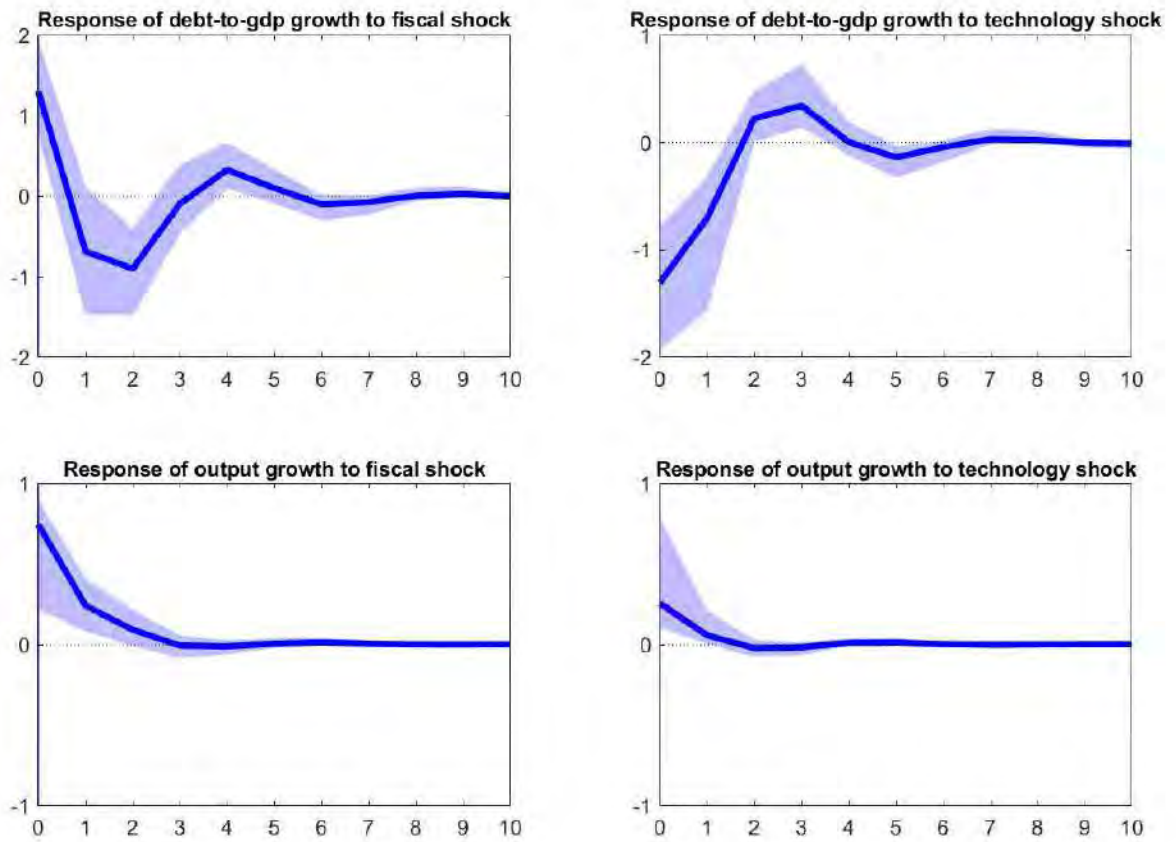 Response of debt-to-gdp growth to fiscal shock
2
1
0
-1
-2
0 1 2 3 4 5 6 7 8 9 10
Response of debt-to-gdp growth to technology shock
1
0
-1
-2
0 1 2 3 4 5 6 7 8 9 10
Response of output growth to fiscal shock
1
0
-1
0 1 2 3 4 5 6 7 8 9 10
Response of output growth to technology shock
1
0
-1
0 1 2 3 4 5 6 7 8 9 10